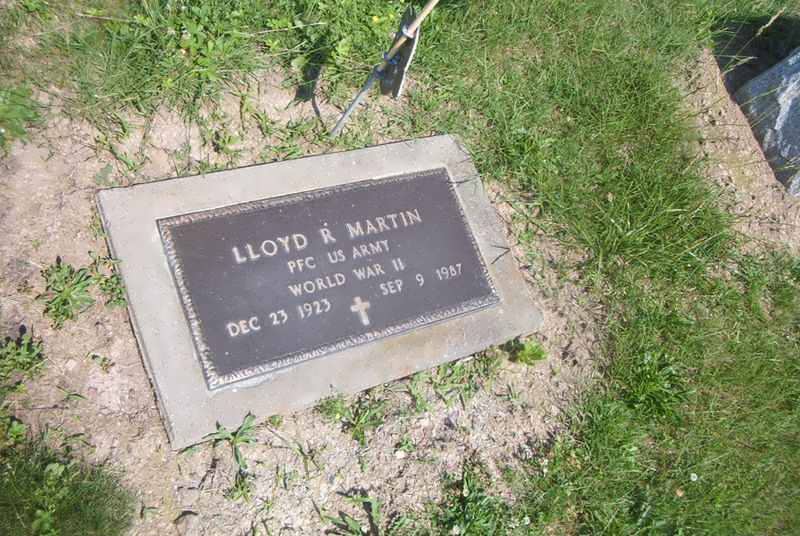 LLOYD R MARTIN
PFC US ARMY
WORLD WAR II
DEC 23 1923 SEP 9 1987